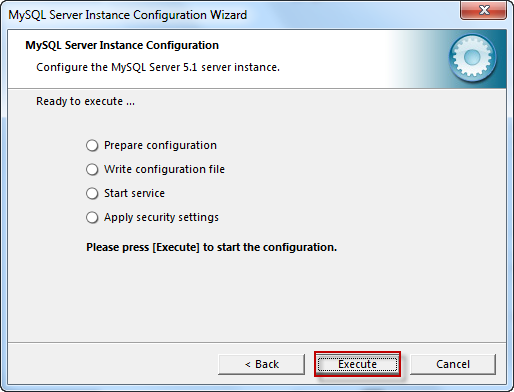 MySQL Server Instance Configuration Wizard
MySQL Server Instance Configuration
Configure the MySQL Server 5.1 server instance.
Ready to execute ...
Prepare configuration
Write configuration file
Start service
Apply security settings
Please press [Execute] to start the configuration.
< Back Execute Cancel